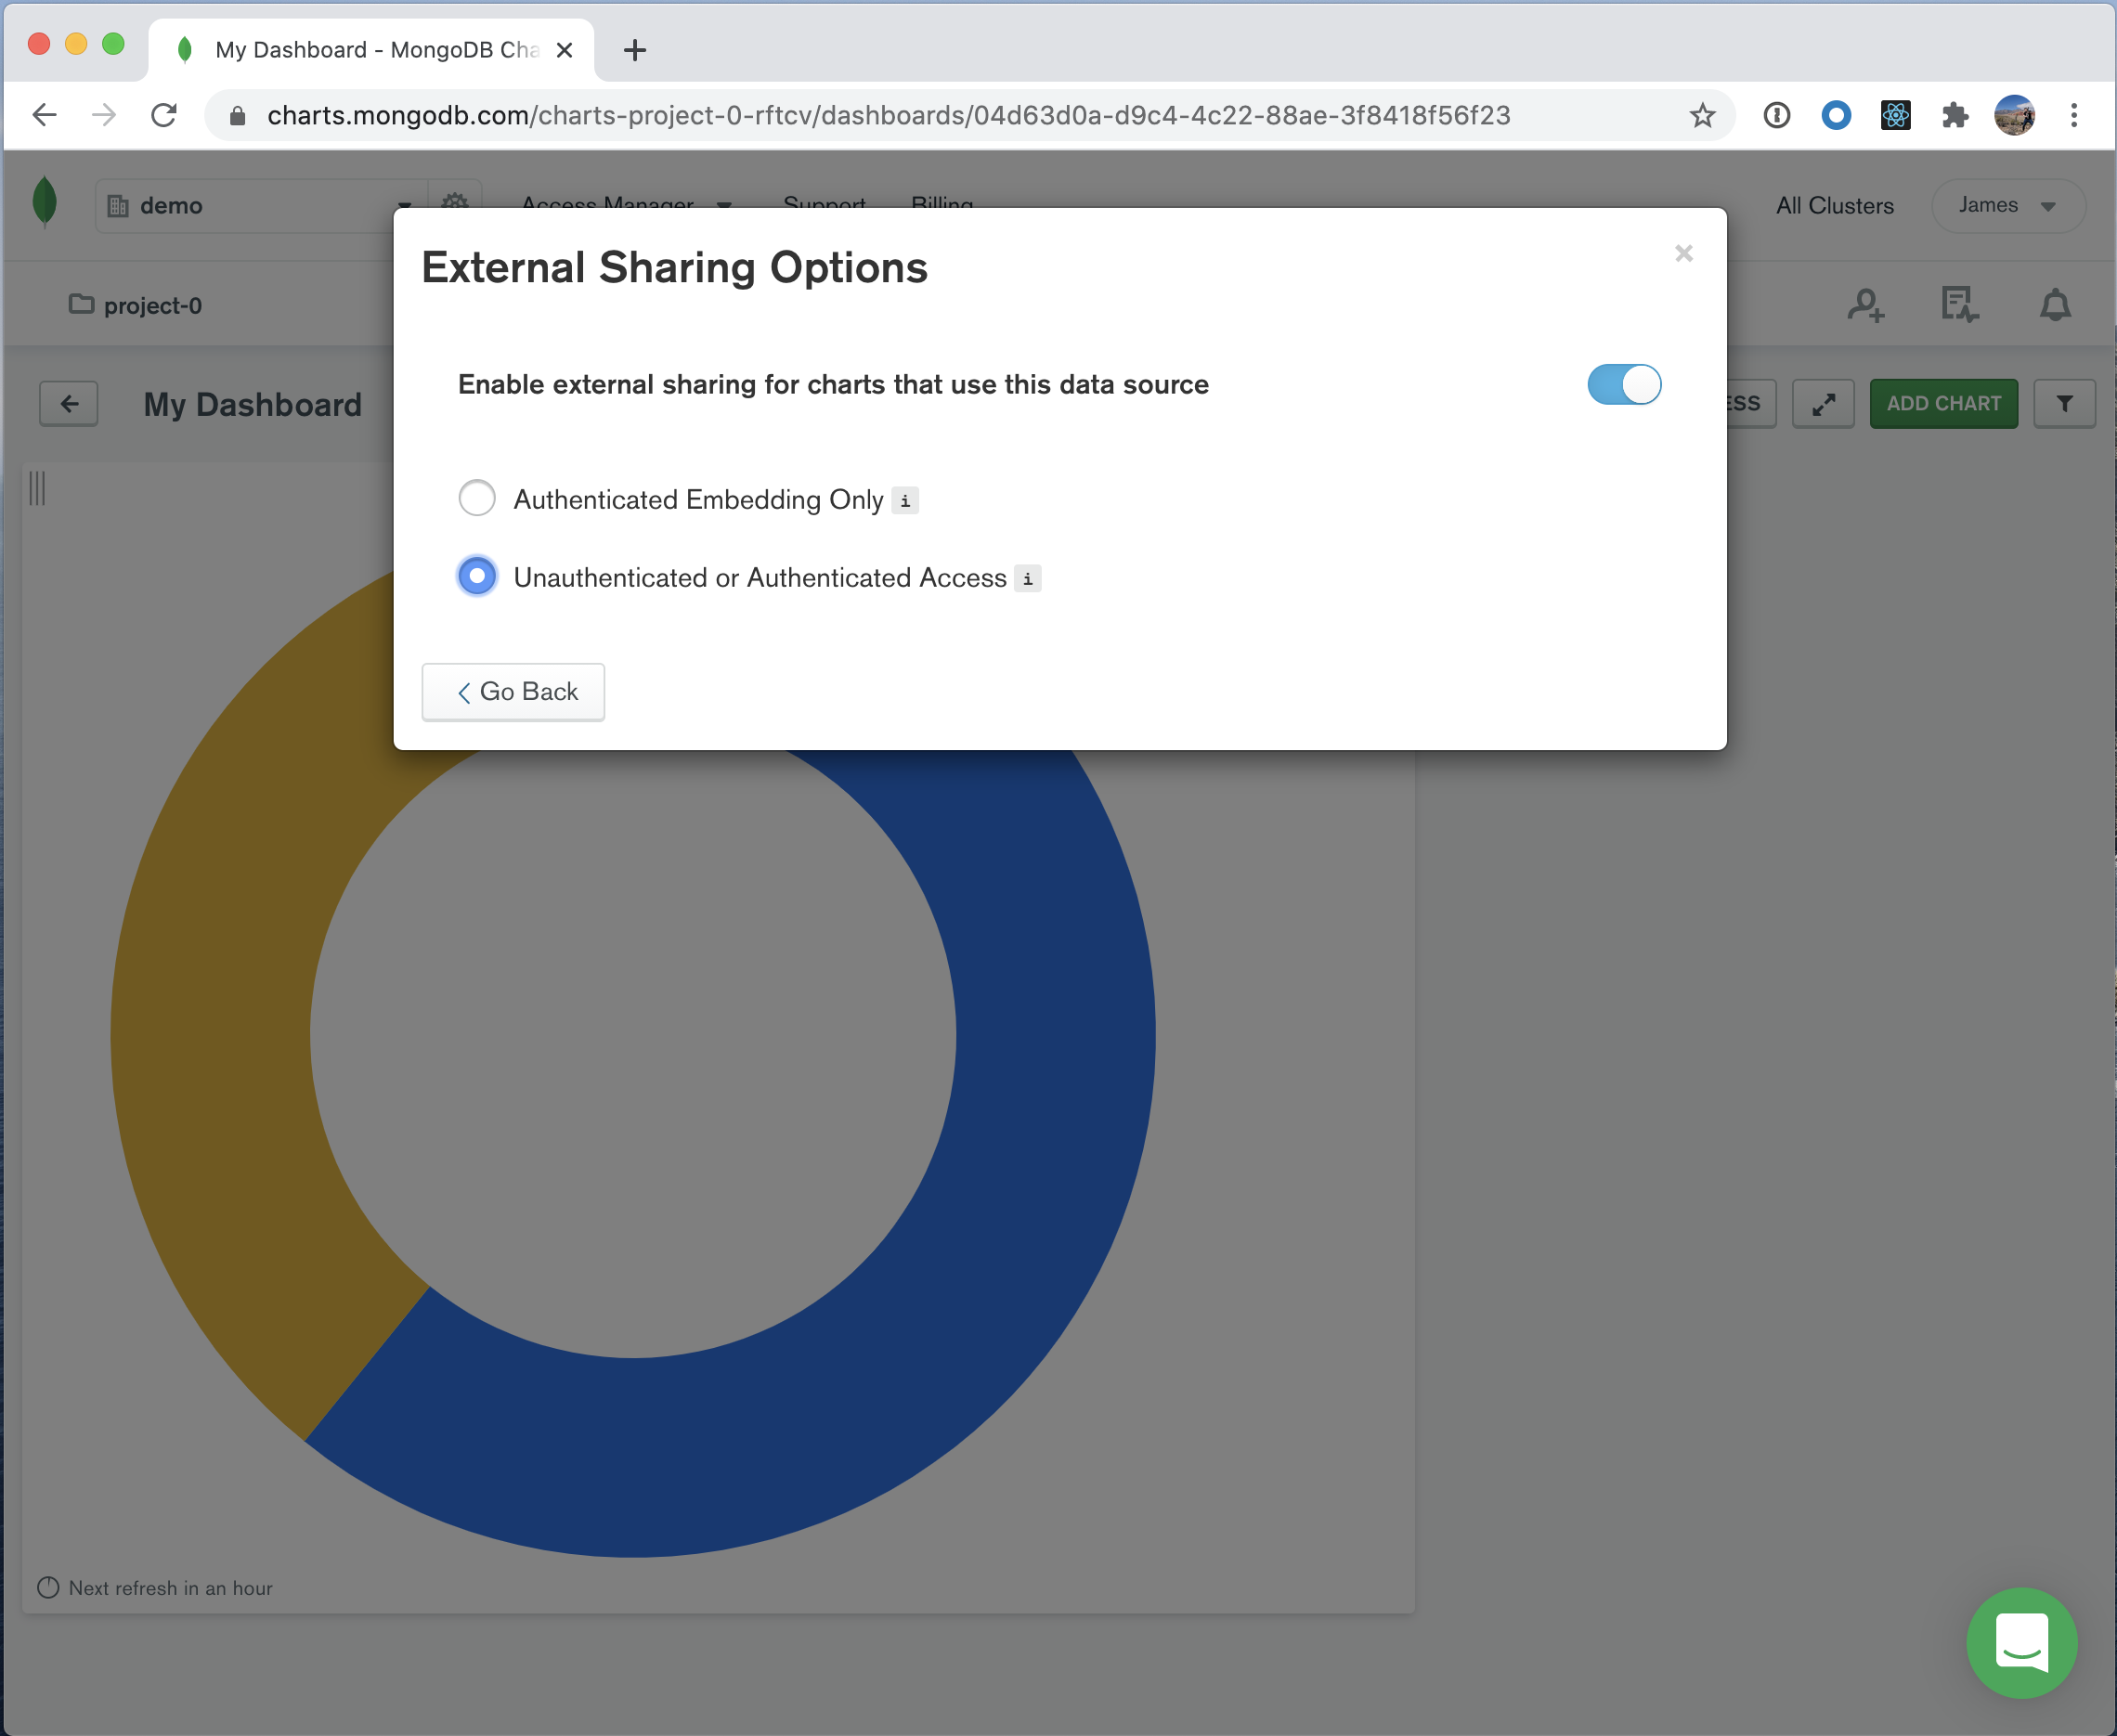 My Dashboard - MongoDB Cha
charts.mongodb.com/charts-project-0-rftcv/dashboards/04d63d0a-d9c4-4c22-88ae-3f8418f56f23
demo
Access Manager
Support
Billing
All Clusters
James
project-0
My Dashboard
ESS
ADD CHART
External Sharing Options
Enable external sharing for charts that use this data source
Authenticated Embedding Only i
Unauthenticated or Authenticated Access i
Go Back
Next refresh in an hour